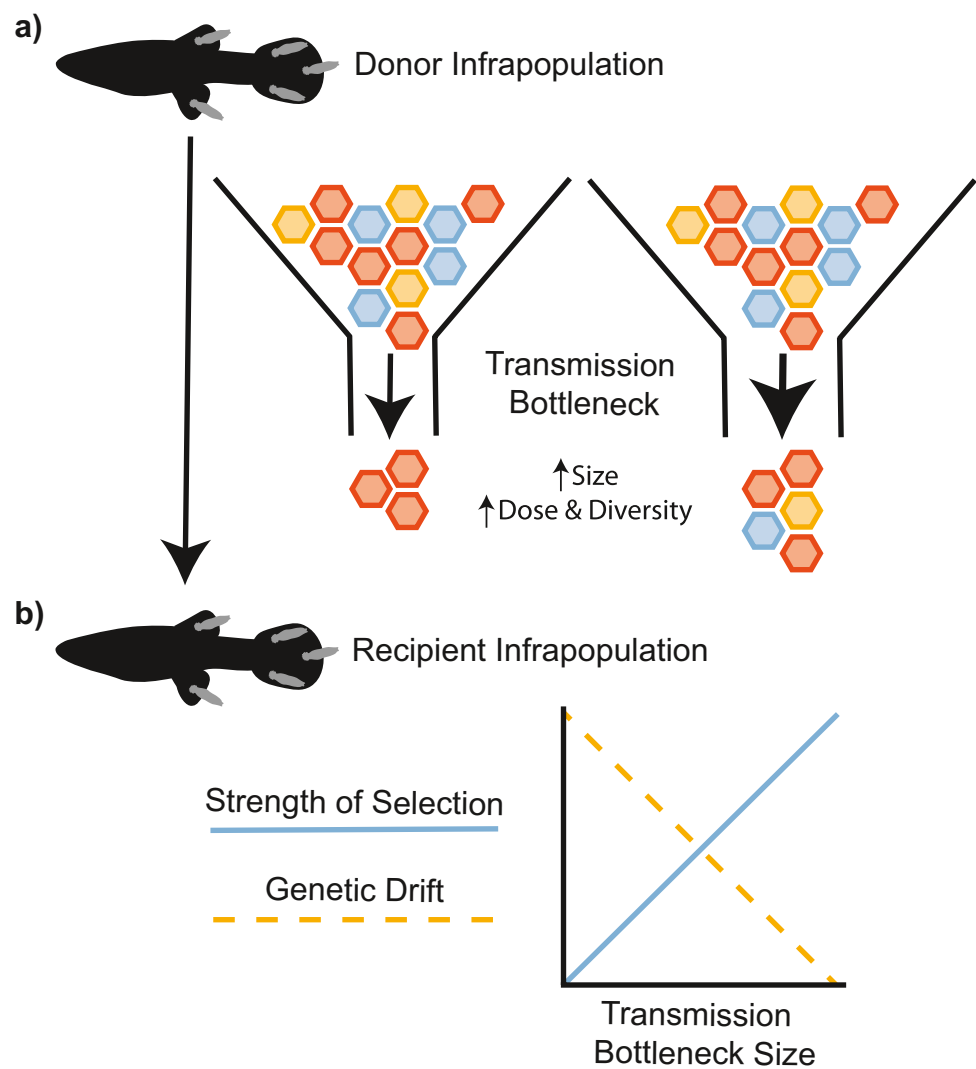 a)
Donor Infrapopulation
Transmission
Bottleneck
↑Size
↑Dose & Diversity
b)
Recipient Infrapopulation
Strength of Selection
Genetic Drift
Transmission
Bottleneck Size